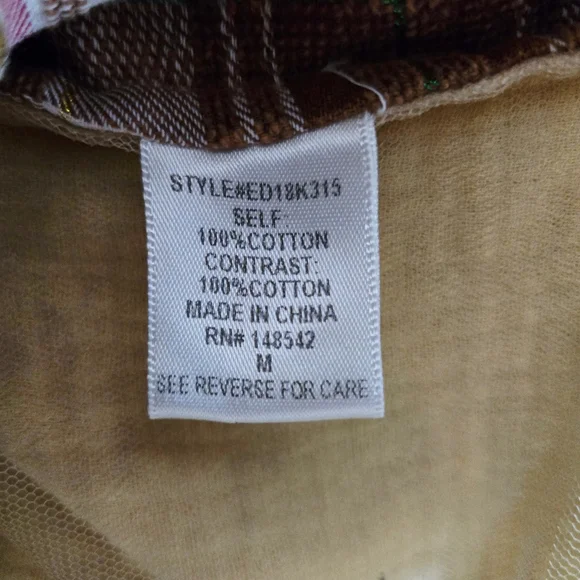 STYLE#ED18K315
SELF:
100%COTTON
CONTRAST:
100%COTTON
MADE IN CHINA
RN# 148542
M
SEE REVERSE FOR CARE